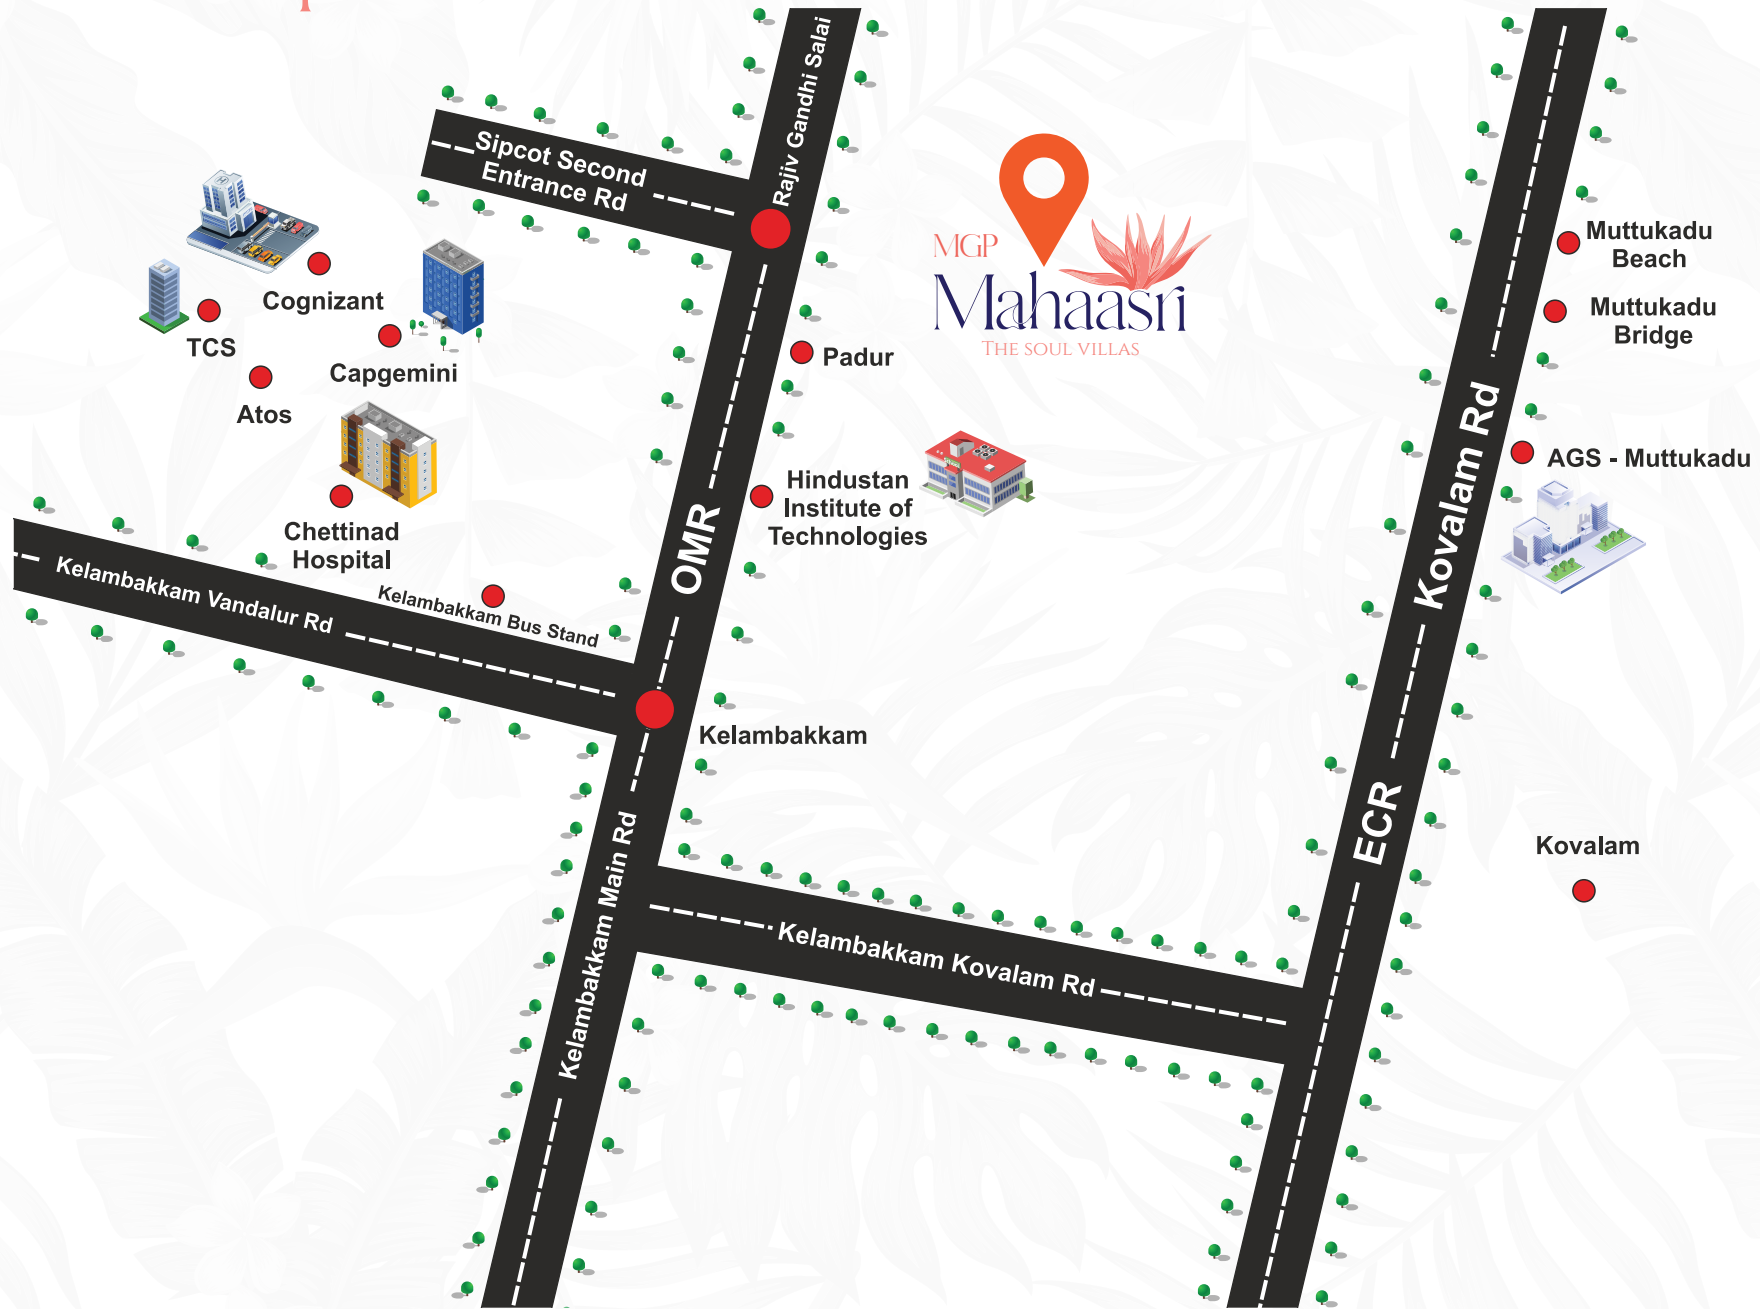 Rajiv Gandhi Salai
Sipcot Second
Entrance Rd
MGP
Mahaasri
THE SOUL VILLAS
Muttukadu
Beach
Muttukadu
Bridge
Cognizant
TCS
Capgemini
Atos
Padur
Kovalam Rd
AGS - Muttukadu
Hindustan
Institute of
Technologies
Chettinad
Hospital
OMR
Kelambakkam Vandalur Rd
Kelambakkam Bus Stand
Kelambakkam
ECR
Kovalam
Kelambakkam Main Rd
Kelambakkam Kovalam Rd